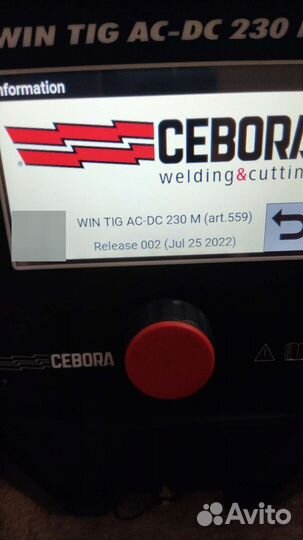 WIN TIG AC-DC 230
nformation
CEBORA
welding&cuttin
WIN TIG AC-DC 230 M (art.559)
Release 002 (Jul 25 2022)
CEBORA
Avito